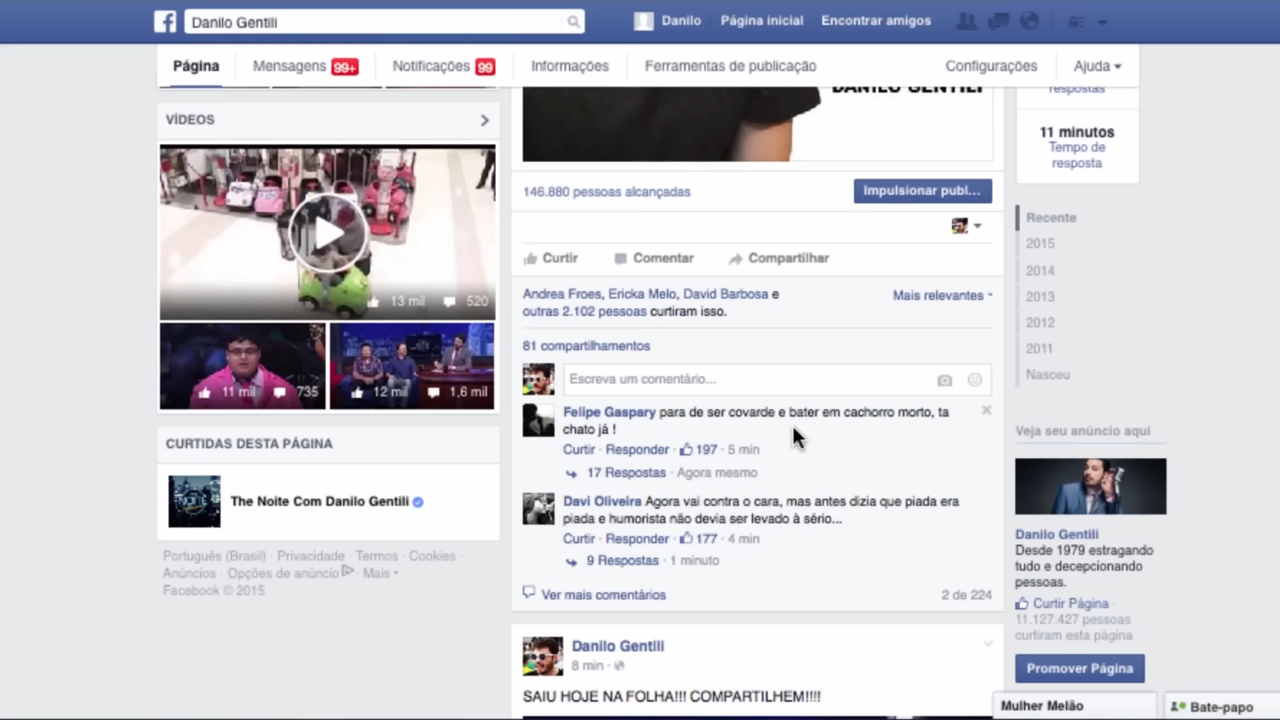 Danilo Gentili
Danilo Página inicial Encontrar amigos
Página Mensagens 99+ Notificações 99 Informações Ferramentas de publicação Configurações Ajuda
VÍDEOS
13 mil 520
11 mil 735
12 mil 1,6 mil
CURTIDAS DESTA PÁGINA
The Noite Com Danilo Gentili
Português (Brasil) · Privacidade · Termos · Cookies ·
Anúncios · Opções de anúncio · Mais
Facebook © 2015
DANILO GENTILI
146.880 pessoas alcançadas
Impulsionar publ...
Curtir Comentar Compartilhar
Andrea Froes, Ericka Melo, David Barbosa e
outras 2.102 pessoas curtiram isso.
Mais relevantes
81 compartilhamentos
Escreva um comentário...
Felipe Gaspary para de ser covarde e bater em cachorro morto, ta
chato já !
Curtir · Responder · 197 · 5 min
17 Respostas · Agora mesmo
Davi Oliveira Agora vai contra o cara, mas antes dizia que piada era
piada e humorista não devia ser levado à sério...
Curtir · Responder · 177 · 4 min
9 Respostas · 1 minuto
Ver mais comentários
2 de 224
Danilo Gentili
8 min ·
SAIU HOJE NA FOLHA!!! COMPARTILHEM!!!!
respostas
11 minutos
Tempo de
resposta
Recente
2015
2014
2013
2012
2011
Nasceu
Veja seu anúncio aqui
Danilo Gentili
Desde 1979 estragando
tudo e decepcionando
pessoas.
Curtir Página ·
11.127.427 pessoas
curtiram esta página
Promover Página
Mulher Melão
Bate-papo